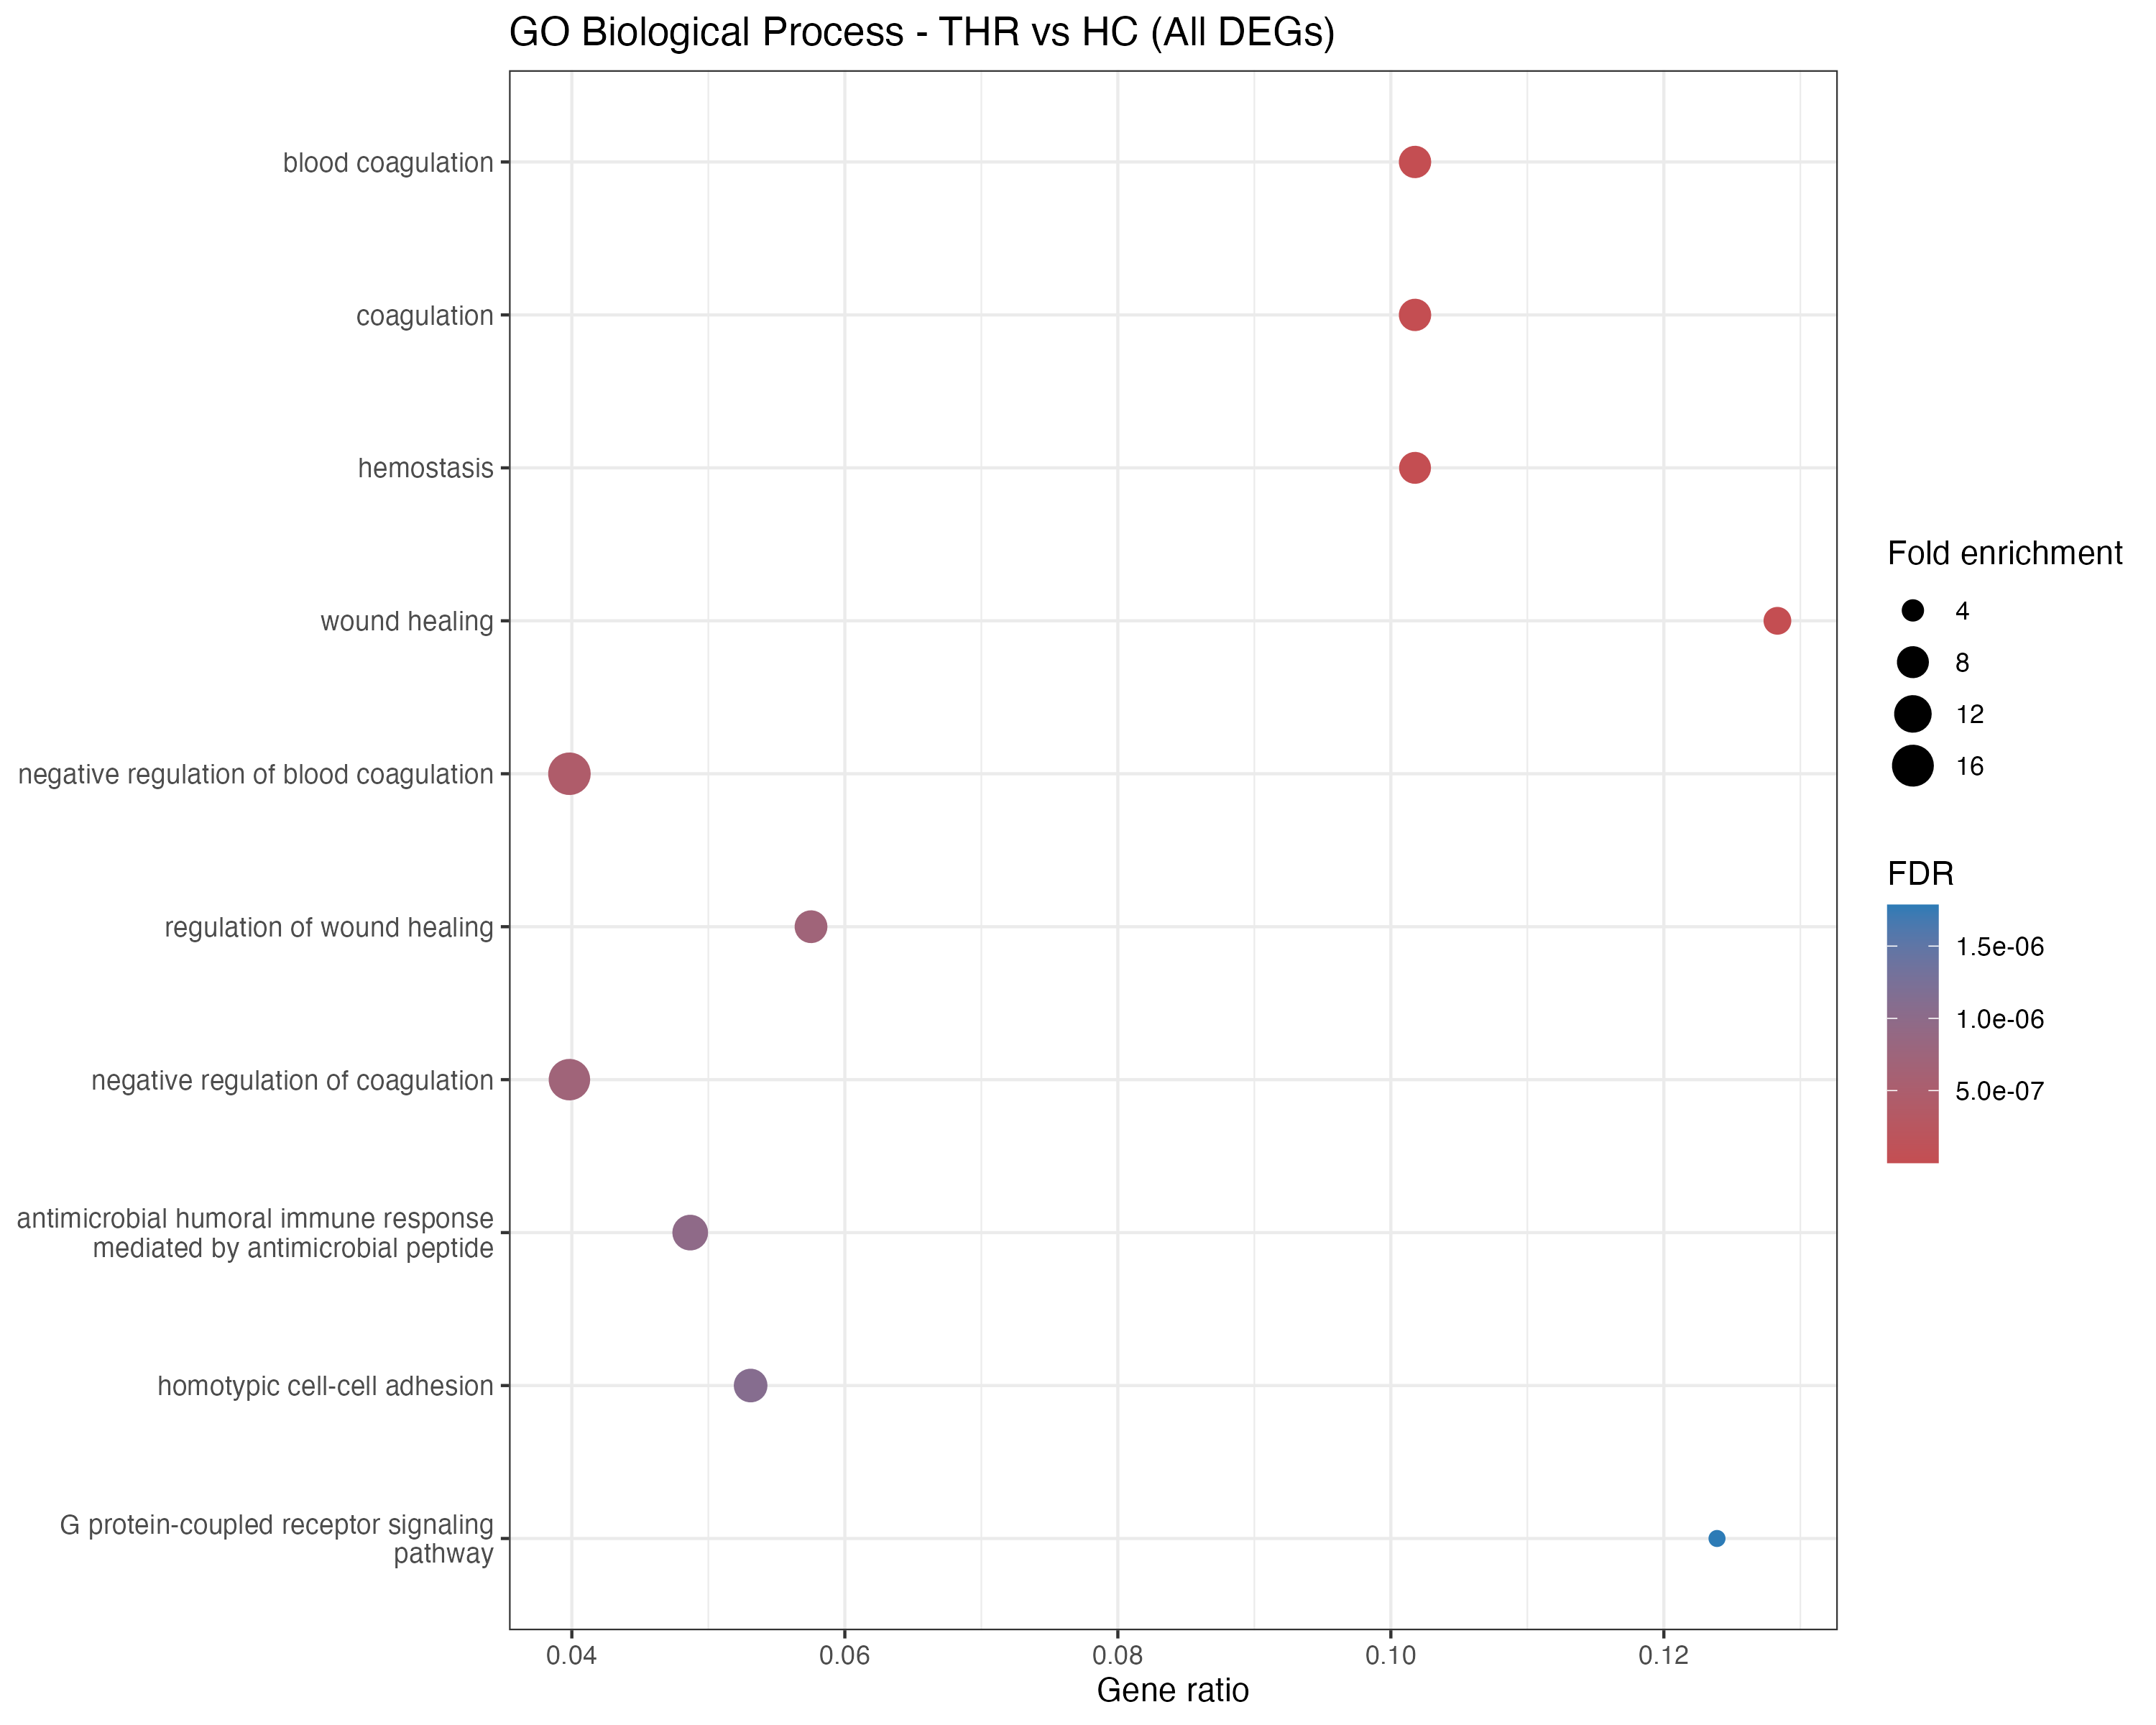 GO Biological Process - THR vs HC (All DEGs)
blood coagulation
coagulation
hemostasis
wound healing
negative regulation of blood coagulation
regulation of wound healing
negative regulation of coagulation
antimicrobial humoral immune response
mediated by antimicrobial peptide
homotypic cell-cell adhesion
G protein-coupled receptor signaling
pathway
0.04 0.06 0.08 0.10 0.12
Gene ratio
Fold enrichment
4
8
12
16
FDR
1.5e-06
1.0e-06
5.0e-07